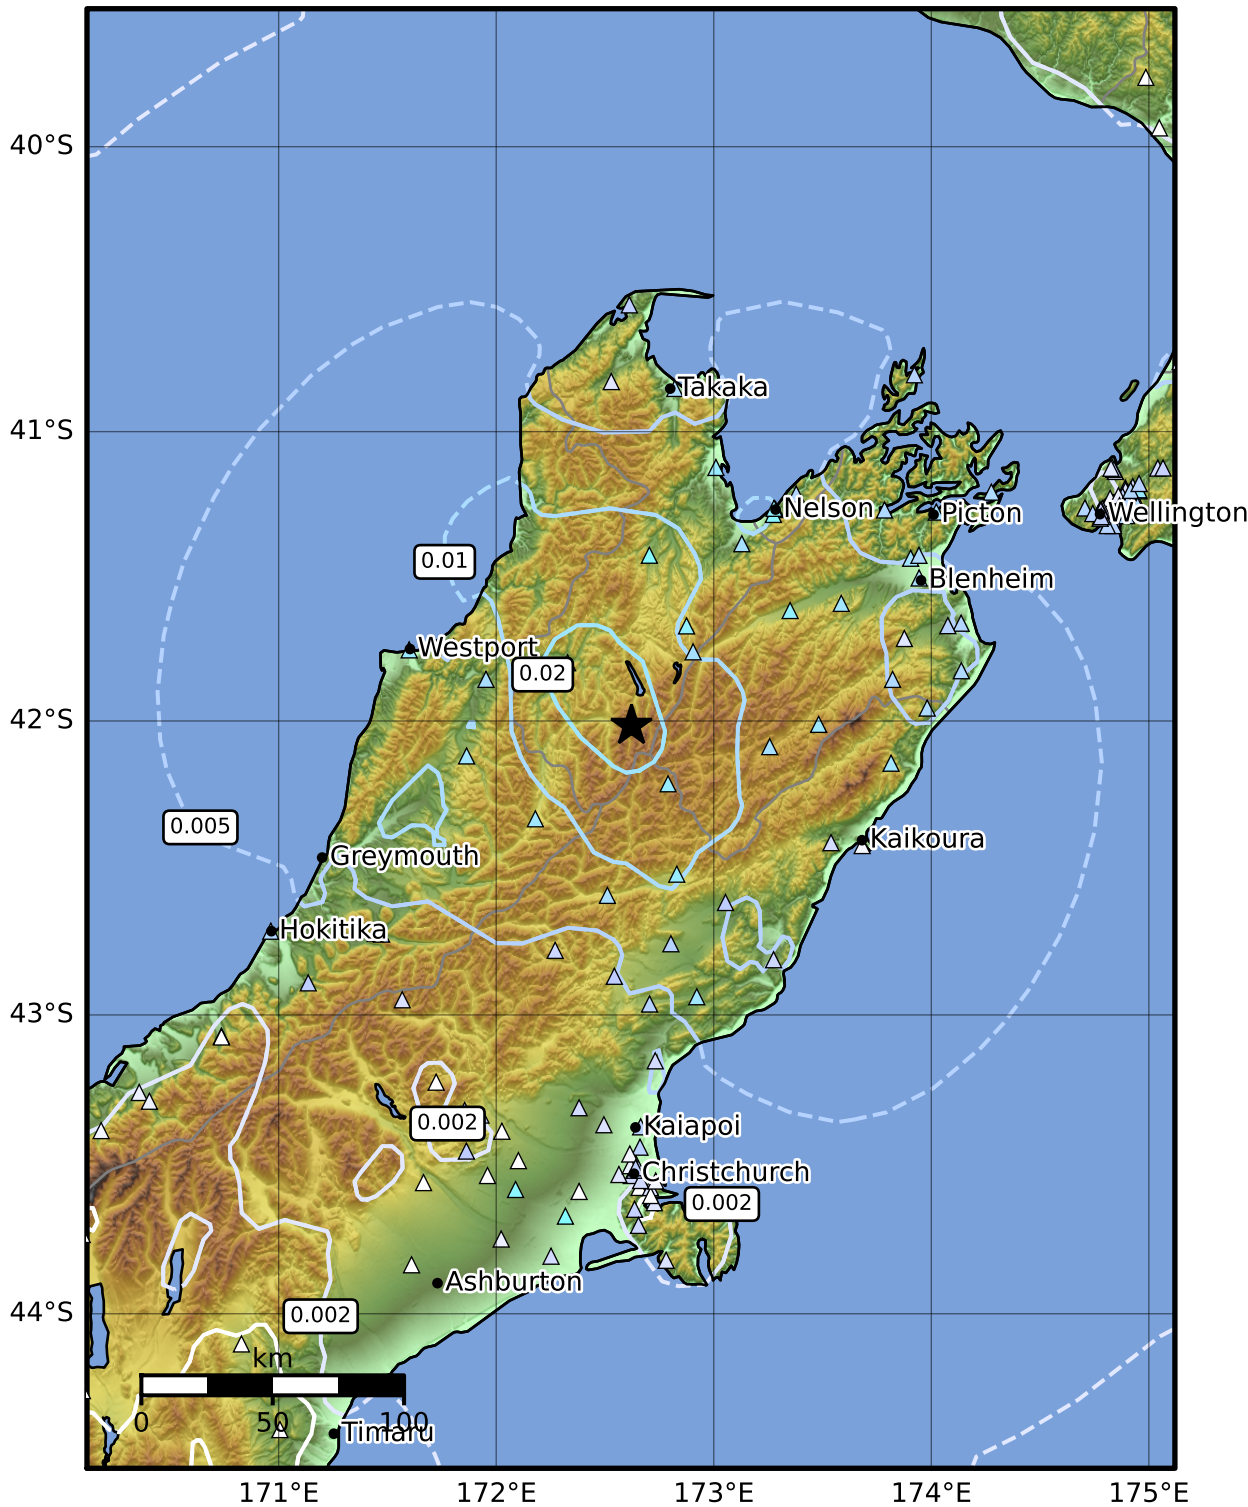 40°S
Takaka
41°S
Nelson
Picton
Wellington
0.01
Blenheim
Westport
0.02
42°S
0.005
Kaikoura
Greymouth
Hokitika
43°S
0.002
Kaiapoi
Christchurch
0.002
Ashburton
44°S
0.002
km
0 50 100
Timaru
171°E 172°E 173°E 174°E 175°E